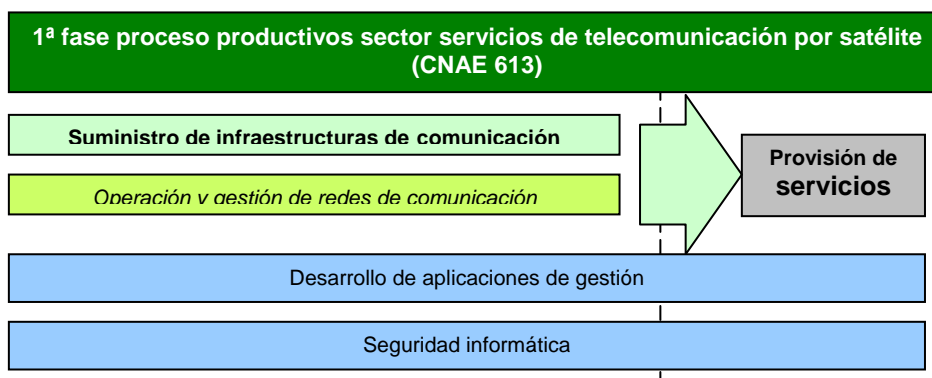 1ª fase proceso productivos sector servicios de telecomunicación por satélite
(CNAE 613)
Suministro de infraestructuras de comunicación
Provisión de
servicios
Operación y gestión de redes de comunicación
Desarrollo de aplicaciones de gestión
Seguridad informática